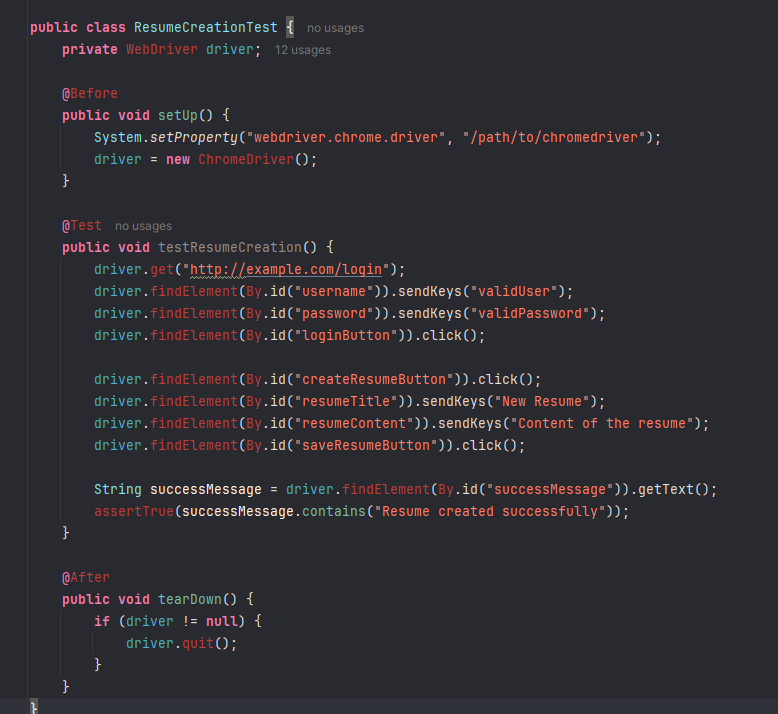 public class ResumeCreationTest { no usages
    private WebDriver driver; 12 usages

    @Before
    public void setUp() {
        System.setProperty("webdriver.chrome.driver", "/path/to/chromedriver");
        driver = new ChromeDriver();
    }

    @Test no usages
    public void testResumeCreation() {
        driver.get("http://example.com/login");
        driver.findElement(By.id("username")).sendKeys("validUser");
        driver.findElement(By.id("password")).sendKeys("validPassword");
        driver.findElement(By.id("loginButton")).click();

        driver.findElement(By.id("createResumeButton")).click();
        driver.findElement(By.id("resumeTitle")).sendKeys("New Resume");
        driver.findElement(By.id("resumeContent")).sendKeys("Content of the resume");
        driver.findElement(By.id("saveResumeButton")).click();

        String successMessage = driver.findElement(By.id("successMessage")).getText();
        assertTrue(successMessage.contains("Resume created successfully"));
    }

    @After
    public void tearDown() {
        if (driver != null) {
            driver.quit();
        }
    }
}